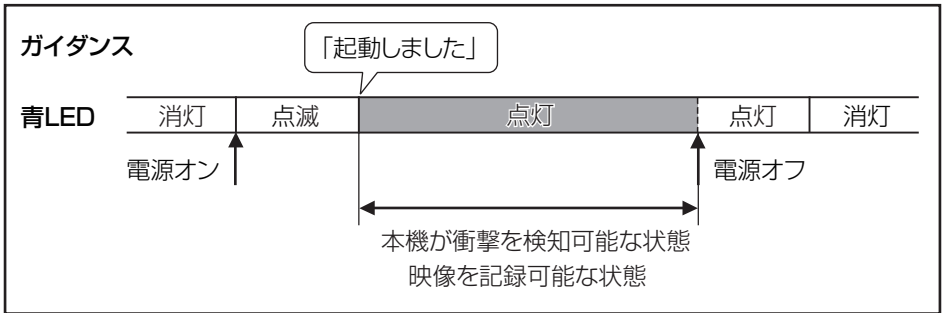 ガイダンス
「起動しました」
青LED
消灯
点滅
点灯
点灯
消灯
電源オン
電源オフ
本機が衝撃を検知可能な状態
映像を記録可能な状態